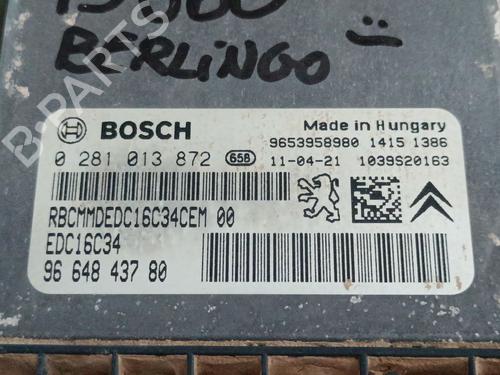 BERLINGO
B-PARTS
BOSCH
Made in Hungary
9653958980 1415 1386
0 281 013 872 658 11-04-21 1039S20163
RBCMMDEDC16C34CEM 00
EDC16C34
96 648 437 80